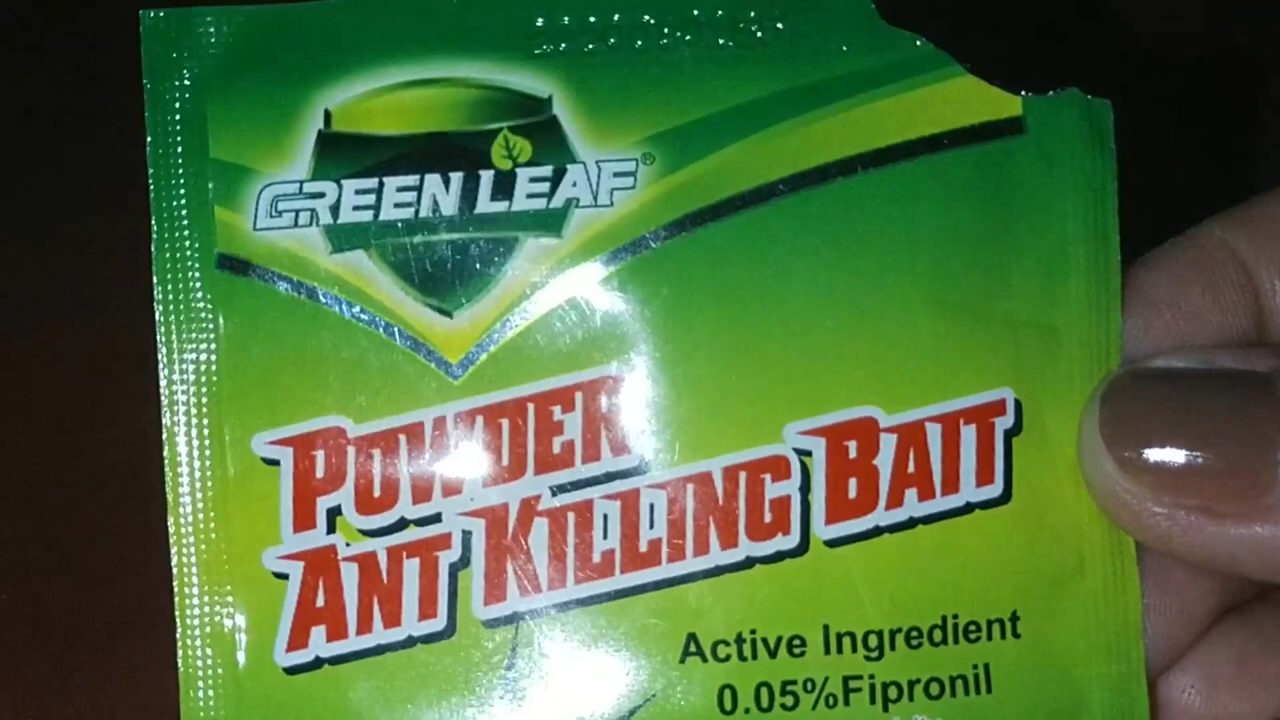 GREEN LEAF®
POWDER
ANT KILLING BAIT
Active Ingredient
0.05%Fipronil